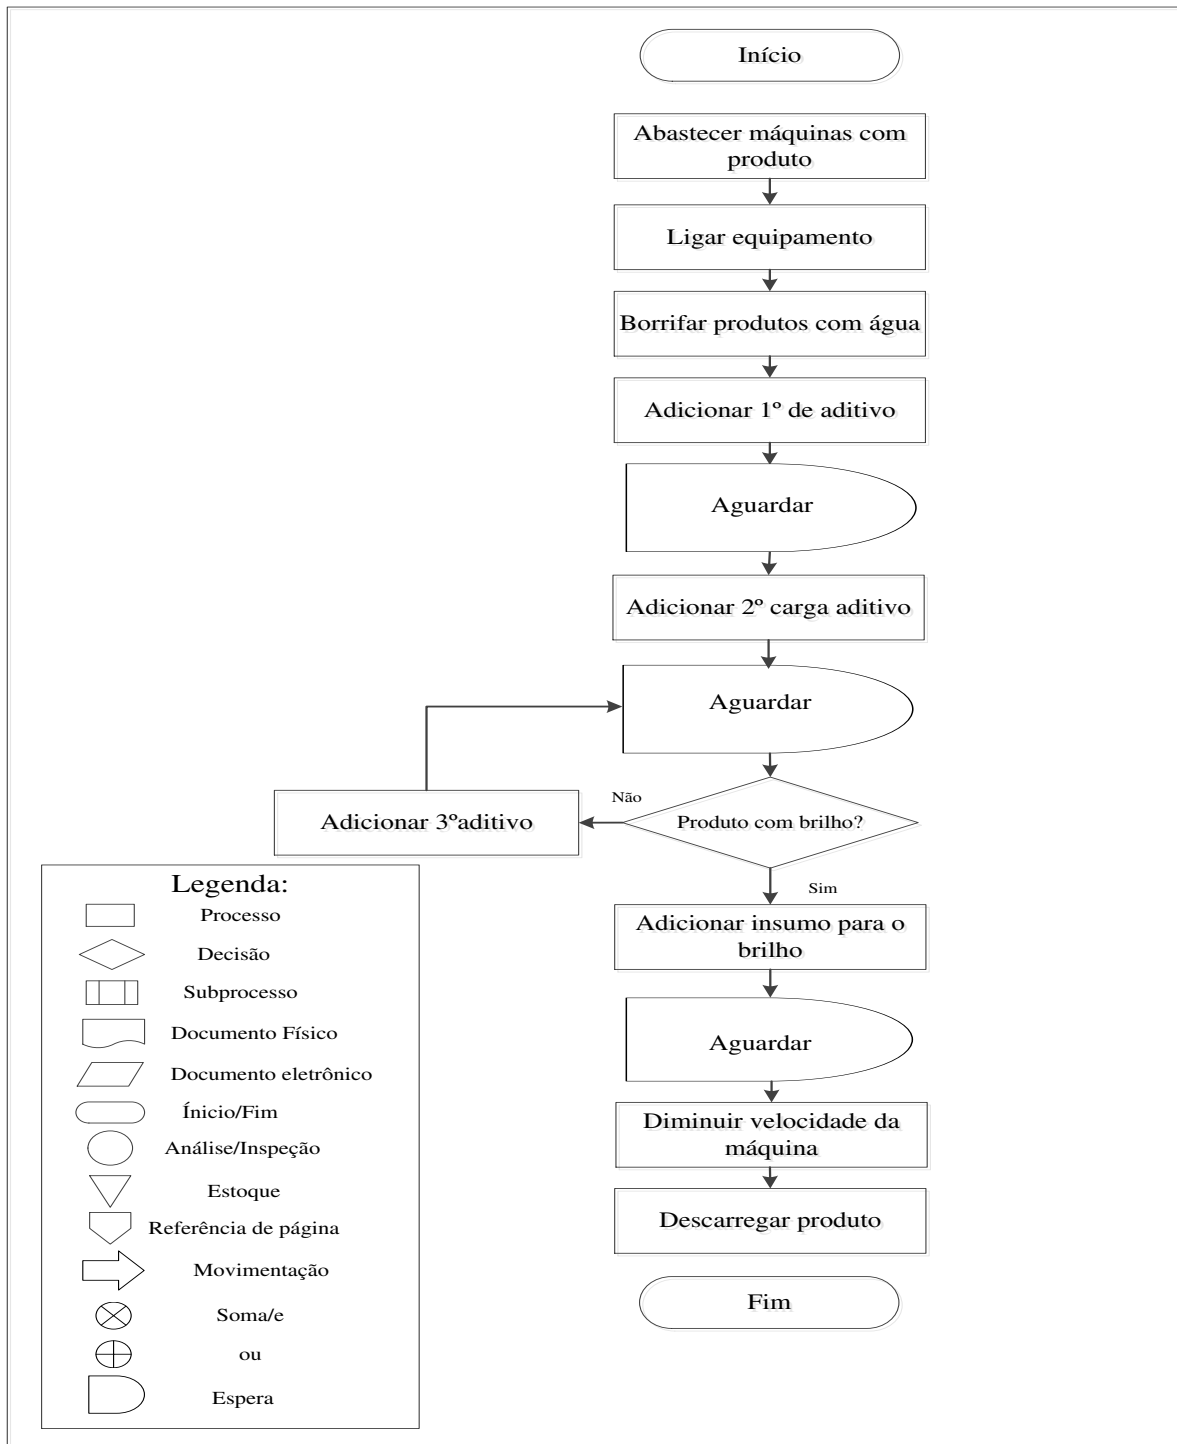 Início
Abastecer máquinas com
produto
Ligar equipamento
Borrifar produtos com água
Adicionar 1º de aditivo
Aguardar
Adicionar 2º carga aditivo
Aguardar
Produto com brilho?
Não
Adicionar 3ºaditivo
Sim
Adicionar insumo para o
brilho
Aguardar
Diminuir velocidade da
máquina
Descarregar produto
Fim
Legenda:
Processo
Decisão
Subprocesso
Documento Físico
Documento eletrônico
Ínicio/Fim
Análise/Inspeção
Estoque
Referência de página
Movimentação
Soma/e
ou
Espera